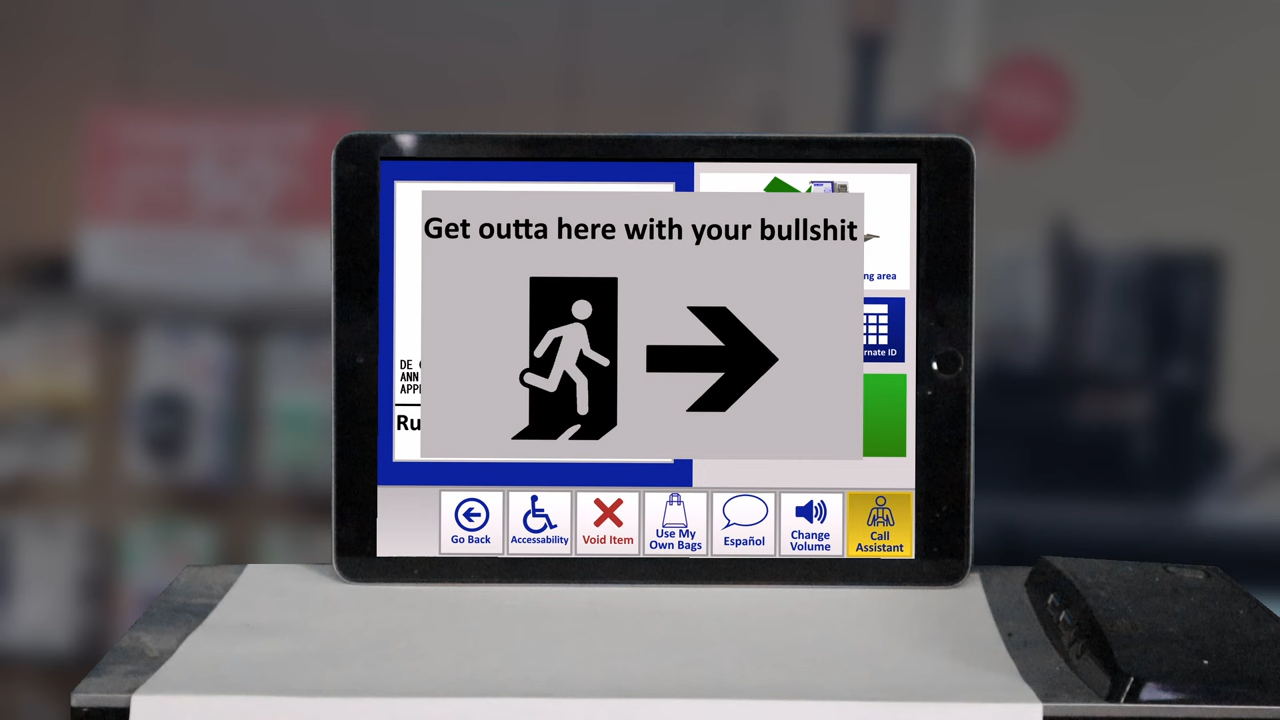 Get outta here with your bullshit
ng area
rnate ID
DE
ANN
APP
Ru
Go Back
Accessability
Void Item
Use My
Own Bags
Español
Change
Volume
Call
Assistant